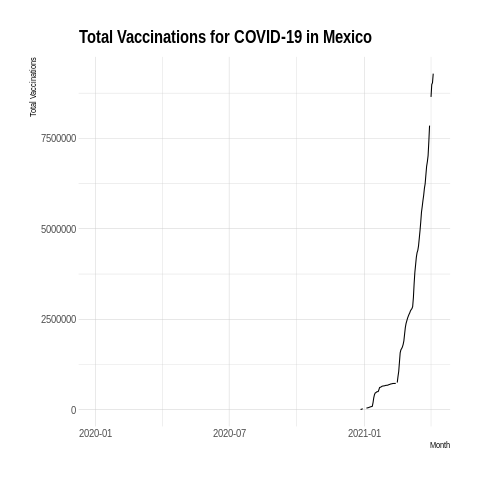 Total Vaccinations for COVID-19 in Mexico
Total Vaccinations
7500000
5000000
2500000
0
2020-01
2020-07
2021-01
Month